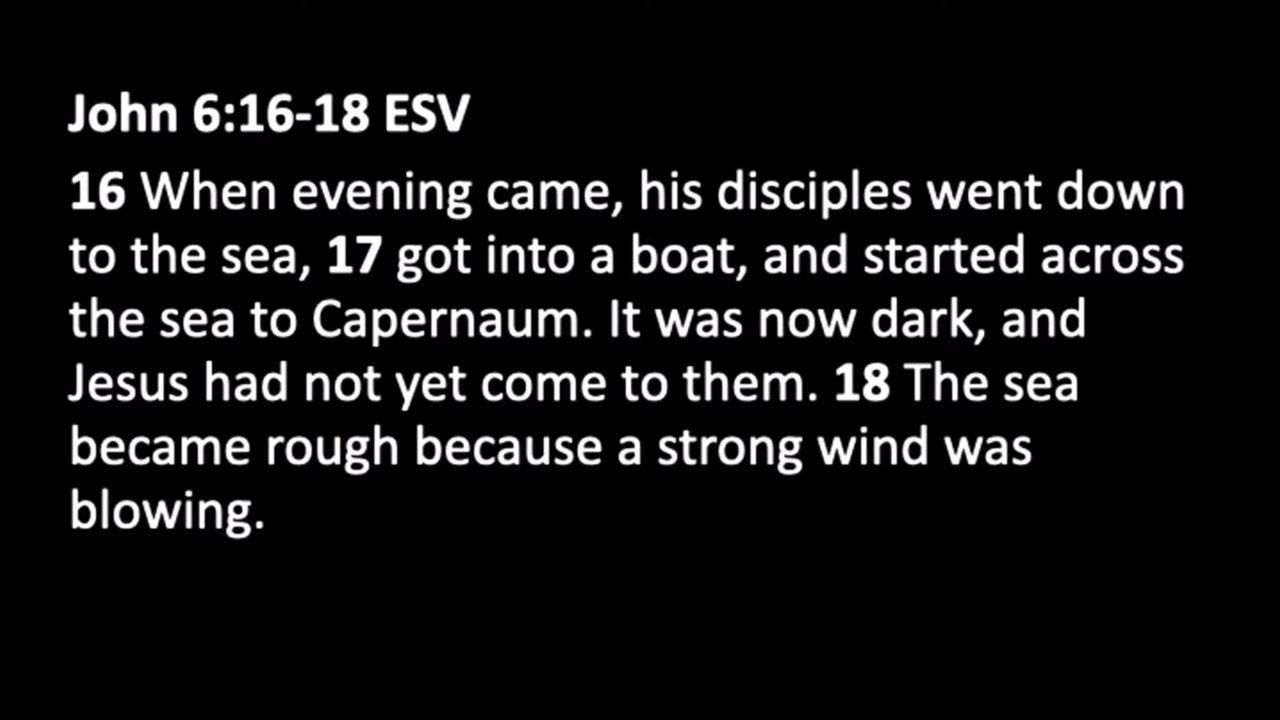 John 6:16-18 ESV
16 When evening came, his disciples went down
to the sea, 17 got into a boat, and started across
the sea to Capernaum. It was now dark, and
Jesus had not yet come to them. 18 The sea
became rough because a strong wind was
blowing.